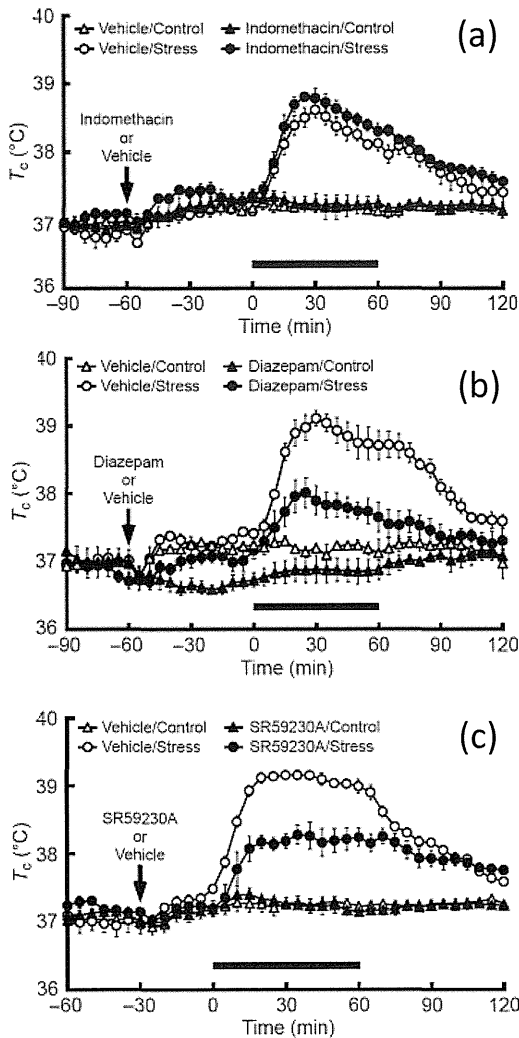 (a)
Vehicle/Control Indomethacin/Control
Vehicle/Stress Indomethacin/Stress
Indomethacin
or
Vehicle
Tc (°C)
40
39
38
37
36
–90 –60 –30 0 30 60 90 120
Time (min)
(b)
Vehicle/Control Diazepam/Control
Vehicle/Stress Diazepam/Stress
Diazepam
or
Vehicle
Tc (°C)
40
39
38
37
36
–90 –60 –30 0 30 60 90 120
Time (min)
(c)
Vehicle/Control SR59230A/Control
Vehicle/Stress SR59230A/Stress
SR59230A
or
Vehicle
Tc (°C)
40
39
38
37
36
–60 –30 0 30 60 90 120
Time (min)